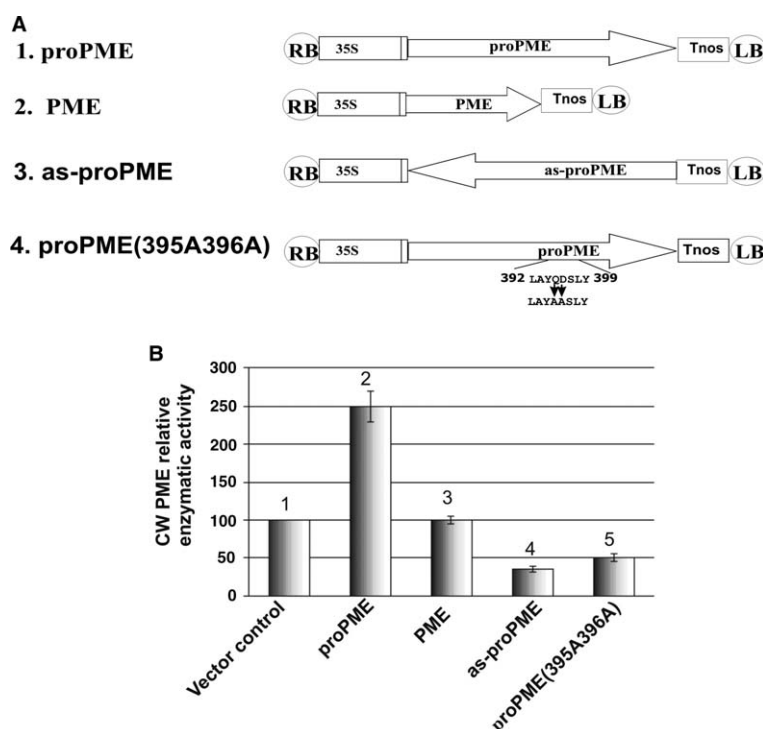 A
1. proPME
RB 35S proPME Tnos LB
2. PME
RB 35S PME Tnos LB
3. as-proPME
RB 35S as-proPME Tnos LB
4. proPME(395A396A)
RB 35S proPME Tnos LB
392 LAYQDSLY 399
LAYAASLY
B
CW PME relative
enzymatic activity
300
250
200
150
100
50
0
1
2
3
4
5
Vector control
proPME
PME
as-proPME
proPME(395A396A)